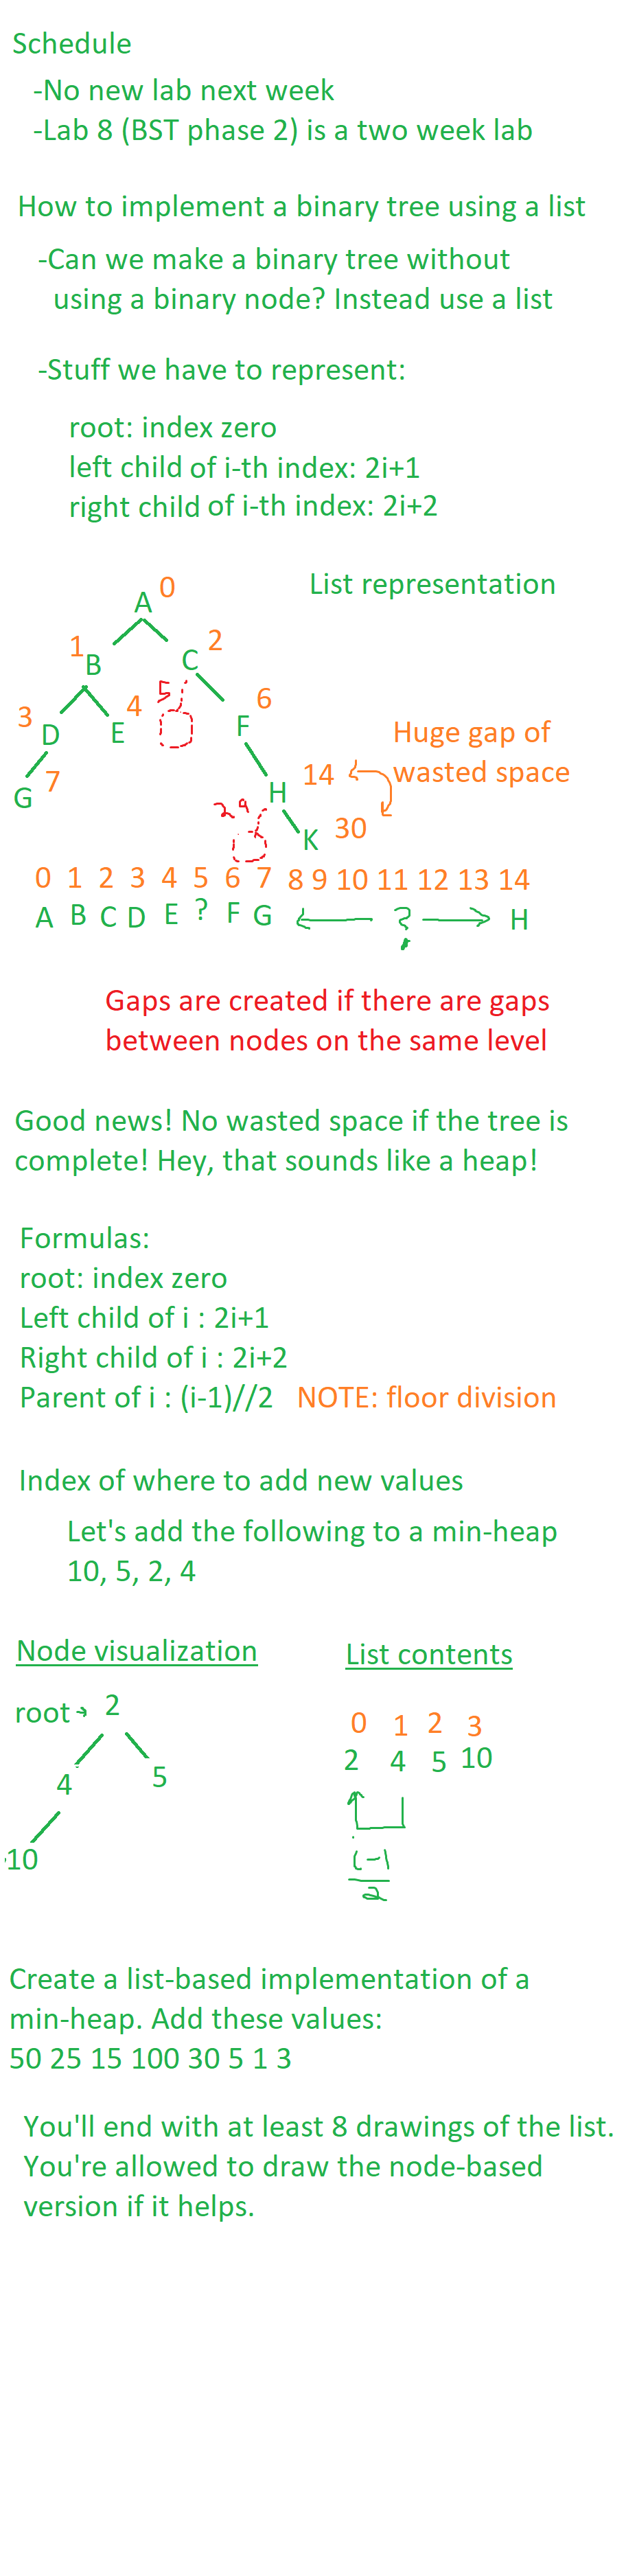 Schedule
-No new lab next week
-Lab 8 (BST phase 2) is a two week lab
How to implement a binary tree using a list
-Can we make a binary tree without
using a binary node? Instead use a list
-Stuff we have to represent:
root: index zero
left child of i-th index: 2i+1
right child of i-th index: 2i+2
List representation
A 0
1 B C 2
3 D E 4 5 F 6
Huge gap of
wasted space
G 7 H 14
29 K 30
0 1 2 3 4 5 6 7 8 9 10 11 12 13 14
A B C D E ? F G ? H
Gaps are created if there are gaps
between nodes on the same level
Good news! No wasted space if the tree is
complete! Hey, that sounds like a heap!
Formulas:
root: index zero
Left child of i : 2i+1
Right child of i : 2i+2
Parent of i : (i-1)//2 NOTE: floor division
Index of where to add new values
Let's add the following to a min-heap
10, 5, 2, 4
Node visualization List contents
root 2
4 5
10
0 1 2 3
2 4 5 10
i-1
2
Create a list-based implementation of a
min-heap. Add these values:
50 25 15 100 30 5 1 3
You'll end with at least 8 drawings of the list.
You're allowed to draw the node-based
version if it helps.